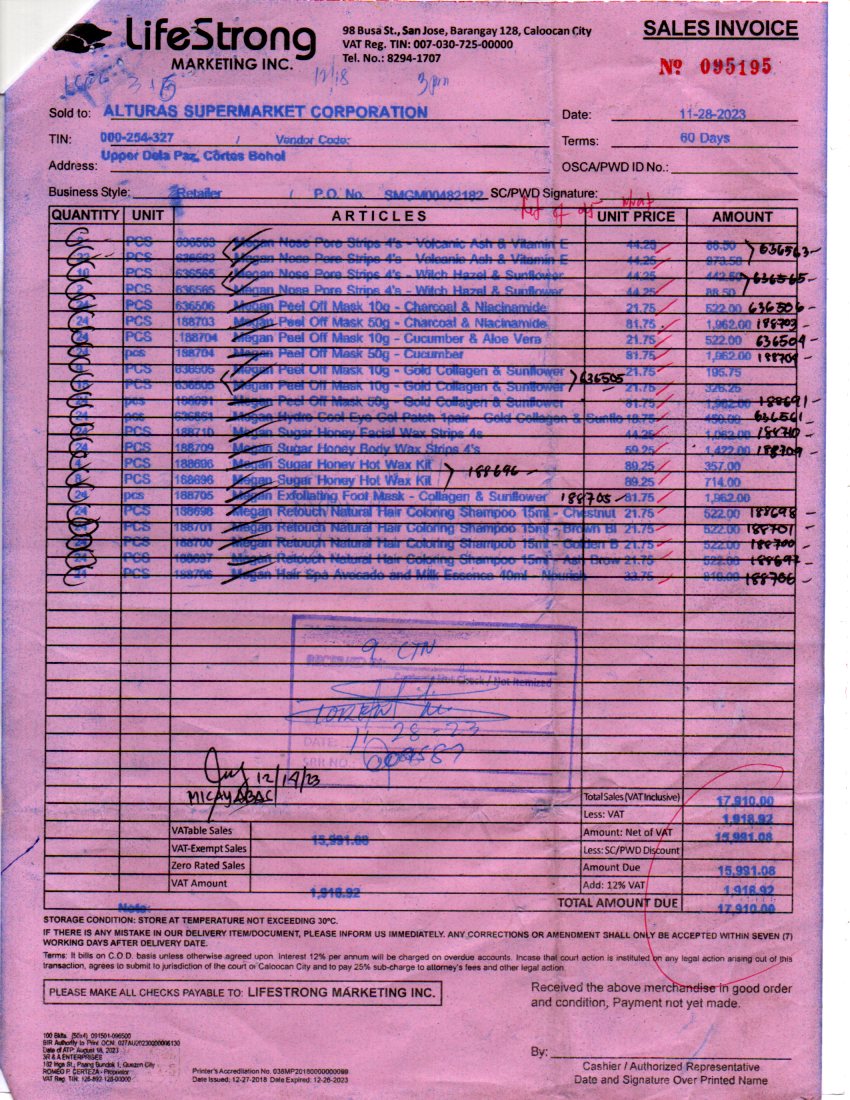 LifeStrong
MARKETING INC.
98 Busa St., San Jose, Barangay 128, Caloocan City
VAT Reg. TIN: 007-030-725-00000
Tel. No.: 8294-1707
SALES INVOICE
Nº 095195
12/18 3pm
Sold to: ALTURAS SUPERMARKET CORPORATION Date: 11-28-2023
TIN: 000-254-327 / Vendor Code: Terms: 60 Days
Address: Upper Dela Paz, Cortes Bohol OSCA/PWD ID No.:
Business Style: Retailer / P.O. No. SMGM00482182 SC/PWD Signature:
QUANTITY UNIT ARTICLES UNIT PRICE AMOUNT
PCS 636563 Megan Nose Pore Strips 4's - Volcanic Ash & Vitamin E 44.25 88.50
PCS 636563 Megan Nose Pore Strips 4's - Volcanic Ash & Vitamin E 44.25 973.50 636563
10 PCS 636565 Megan Nose Pore Strips 4's - Witch Hazel & Sunflower 44.25 442.50
2 PCS 636565 Megan Nose Pore Strips 4's - Witch Hazel & Sunflower 44.25 88.50 636565
24 PCS 636506 Megan Peel Off Mask 10g - Charcoal & Niacinamide 21.75 522.00 636506
24 PCS 188703 Megan Peel Off Mask 50g - Charcoal & Niacinamide 81.75 1,962.00 188703
24 PCS 188704 Megan Peel Off Mask 10g - Cucumber & Aloe Vera 21.75 522.00 636504
24 pcs 188704 Megan Peel Off Mask 50g - Cucumber 81.75 1,962.00 188704
PCS 636505 Megan Peel Off Mask 10g - Gold Collagen & Sunflower 21.75 195.75
PCS 636505 Megan Peel Off Mask 10g - Gold Collagen & Sunflower 636505 21.75 326.25
pcs Megan Peel Off Mask 50g - Gold Collagen & Sunflower 81.75 1,962.00 188691
pcs Megan Hydro Cool Eye Gel Patch 1pair - Gold Collagen & Sunflo 18.75 450.00 636561
PCS 188710 Megan Sugar Honey Facial Wax Strips 4s 44.25 1,062.00 188710
24 PCS 188709 Megan Sugar Honey Body Wax Strips 4's 59.25 1,422.00 188709
4 PCS 188696 Megan Sugar Honey Hot Wax Kit 89.25 357.00
8 PCS 188696 Megan Sugar Honey Hot Wax Kit 188696 89.25 714.00
24 pcs 188705 Megan Exfoliating Foot Mask - Collagen & Sunflower 188705 81.75 1,962.00
24 PCS 188698 Megan Retouch Natural Hair Coloring Shampoo 15ml - Chestnut 21.75 522.00 188698
24 PCS 188701 Megan Retouch Natural Hair Coloring Shampoo 15ml - Brown Bl 21.75 522.00 188701
24 PCS 188700 Megan Retouch Natural Hair Coloring Shampoo 15ml - Golden B 21.75 522.00 188700
PCS 188697 Megan Retouch Natural Hair Coloring Shampoo 15ml - Ash Brow 21.75 522.00 188697
PCS 188706 Megan Hair Spa Avocado and Milk Essence 40ml - Nourish 33.75 810.00 188706
9 CTN
RECEIVED
Check / Not Itemized
DATE: 11-28-23
SRR NO.
12/14/23
Total Sales (VAT Inclusive) 17,910.00
Less: VAT 1,918.92
VATable Sales 15,991.08 Amount: Net of VAT 15,991.08
VAT-Exempt Sales Less: SC/PWD Discount
Zero Rated Sales Amount Due 15,991.08
VAT Amount 1,918.92 Add: 12% VAT 1,918.92
Note: TOTAL AMOUNT DUE 17,910.00
STORAGE CONDITION: STORE AT TEMPERATURE NOT EXCEEDING 30ºC.
IF THERE IS ANY MISTAKE IN OUR DELIVERY ITEM/DOCUMENT, PLEASE INFORM US IMMEDIATELY. ANY CORRECTIONS OR AMENDMENT SHALL ONLY BE ACCEPTED WITHIN SEVEN (7)
WORKING DAYS AFTER DELIVERY DATE.
Terms: It bills on C.O.D. basis unless otherwise agreed upon. Interest 12% per annum will be charged on overdue accounts. Incase that court action is instituted on any legal action arising out of this
transaction, agrees to submit to jurisdiction of the court of Caloocan City and to pay 25% sub-charge to attorney's fees and other legal action.
PLEASE MAKE ALL CHECKS PAYABLE TO: LIFESTRONG MARKETING INC.
Received the above merchandise in good order
and condition, Payment not yet made.
By:
Cashier / Authorized Representative
Date and Signature Over Printed Name
100 Bklts. (50x4) 091501-096500
BIR Authority to Print OCN: 027AU20230000006130
Date of ATP: August 18, 2023
3R & A ENTERPRISES
162 Inga St., Paang Bundok 1, Quezon City
ROMEO P. CERTEZA - Proprietor
VAT Reg. TIN: 126-892-128-00000
Printer's Accreditation No. 038MP20180000000099
Date Issued: 12-27-2018 Date Expired: 12-26-2023